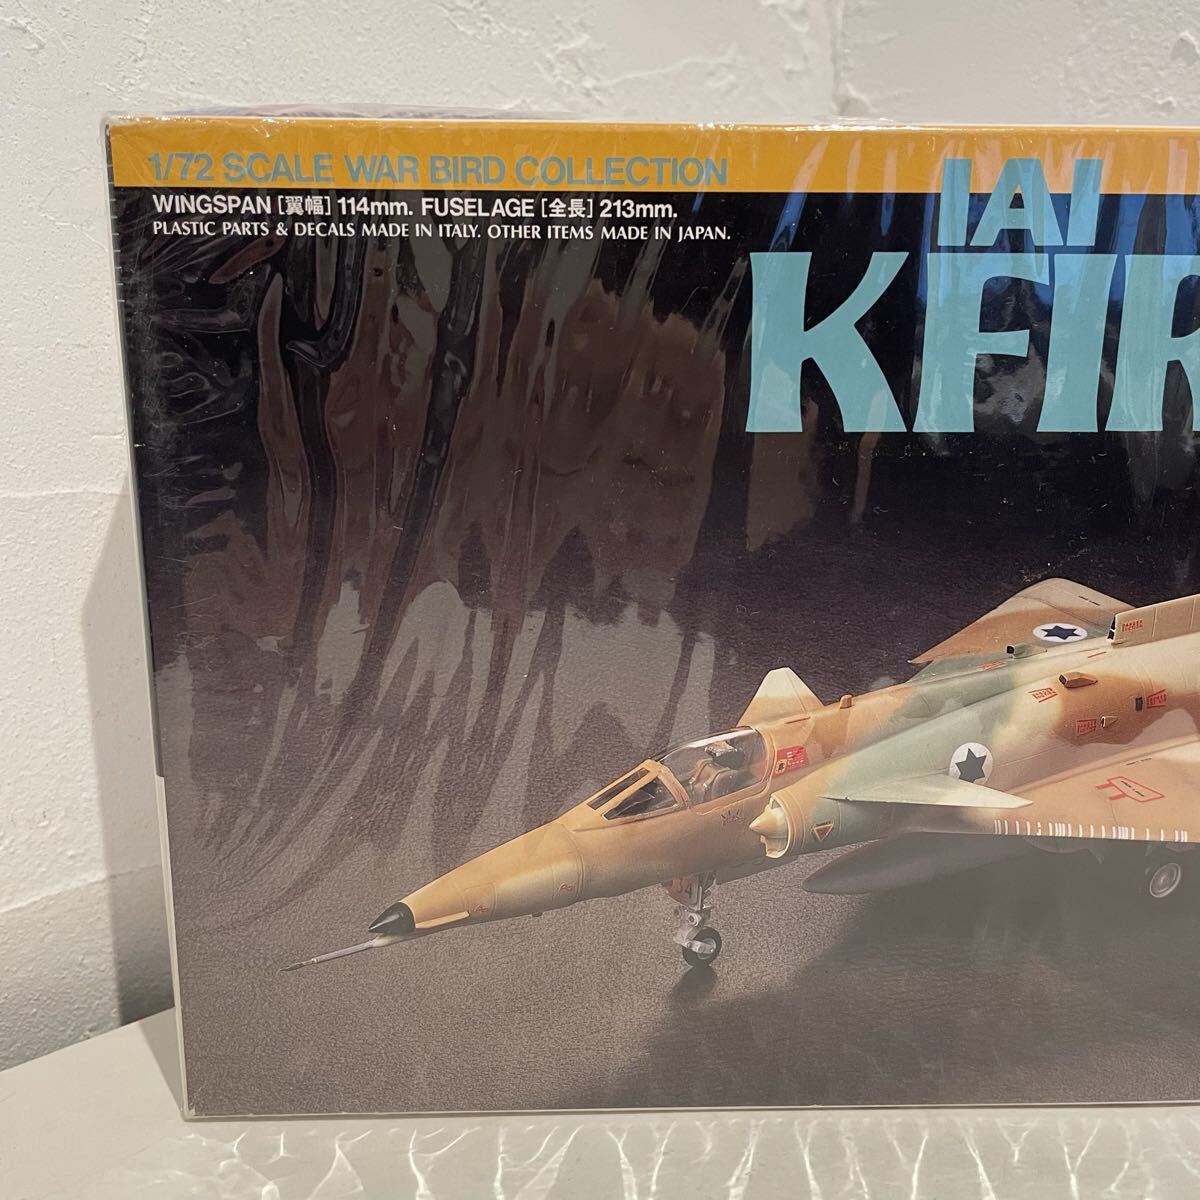 1/72 SCALE WAR BIRD COLLECTION
WINGSPAN [翼幅] 114mm. FUSELAGE [全長] 213mm.
PLASTIC PARTS & DECALS MADE IN ITALY. OTHER ITEMS MADE IN JAPAN.
IAI
KFIR
34